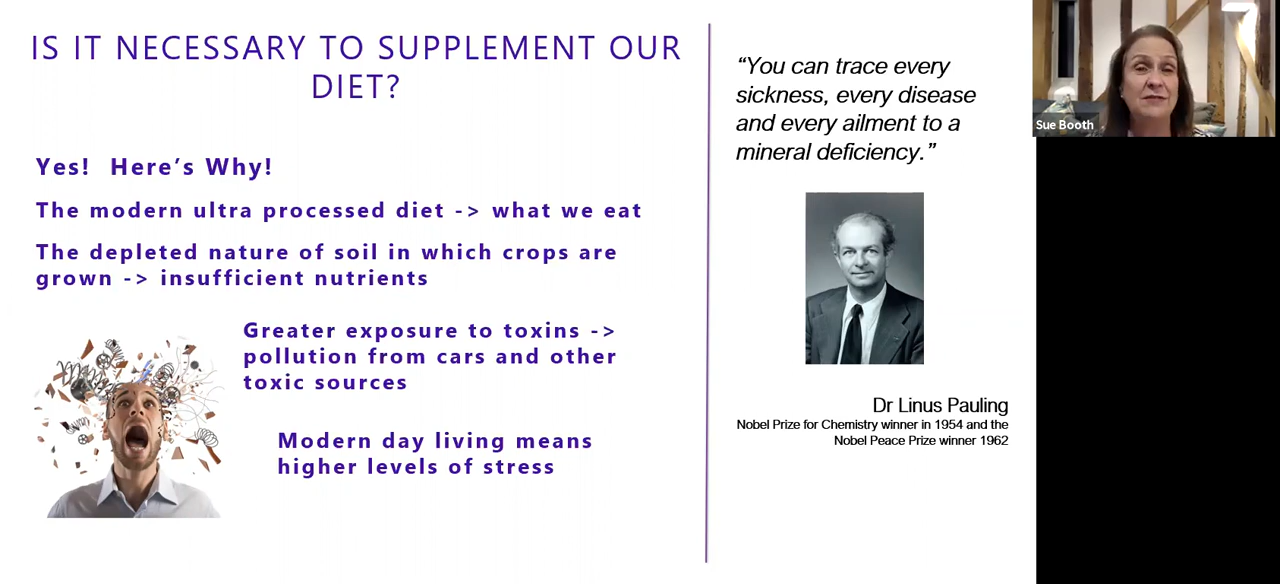 IS IT NECESSARY TO SUPPLEMENT OUR
DIET?
Yes!  Here's Why!
The modern ultra processed diet -> what we eat
The depleted nature of soil in which crops are
grown -> insufficient nutrients
Greater exposure to toxins ->
pollution from cars and other
toxic sources
Modern day living means
higher levels of stress
“You can trace every
sickness, every disease
and every ailment to a
mineral deficiency.”
Dr Linus Pauling
Nobel Prize for Chemistry winner in 1954 and the
Nobel Peace Prize winner 1962
Sue Booth